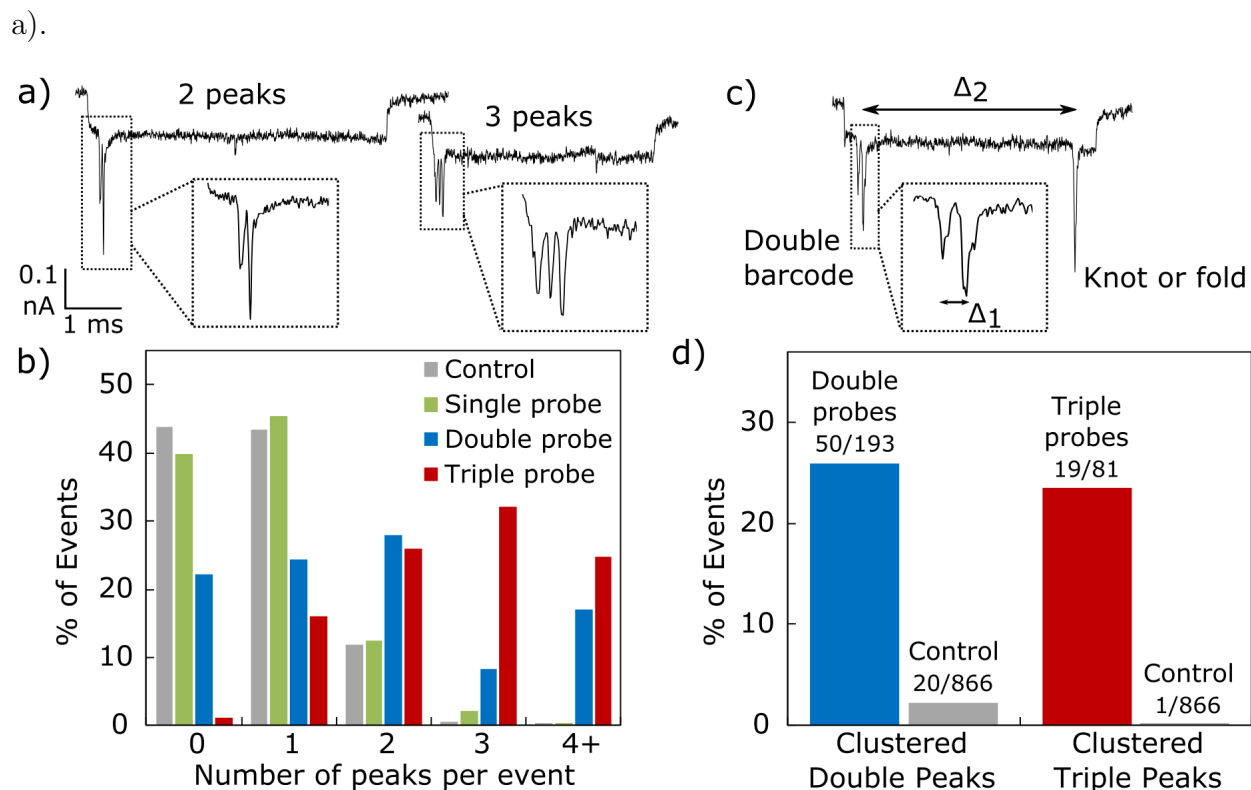 a).
a)
2 peaks
3 peaks
0.1
nA
1 ms
c)
Δ2
Double
barcode
Knot or fold
Δ1
b)
50
40
30
20
10
0
% of Events
Control
Single probe
Double probe
Triple probe
0 1 2 3 4+
Number of peaks per event
d)
30
20
10
0
% of Events
Double
probes
50/193
Control
20/866
Triple
probes
19/81
Control
1/866
Clustered
Double Peaks
Clustered
Triple Peaks